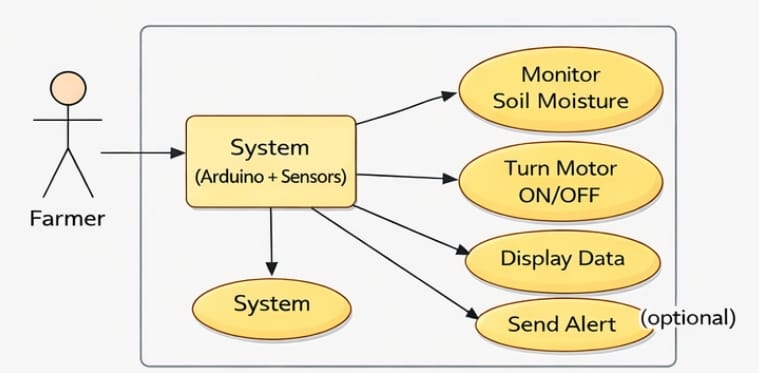 Monitor
Soil Moisture
System
(Arduino + Sensors)
Turn Motor
ON/OFF
Farmer
Display Data
System
Send Alert (optional)